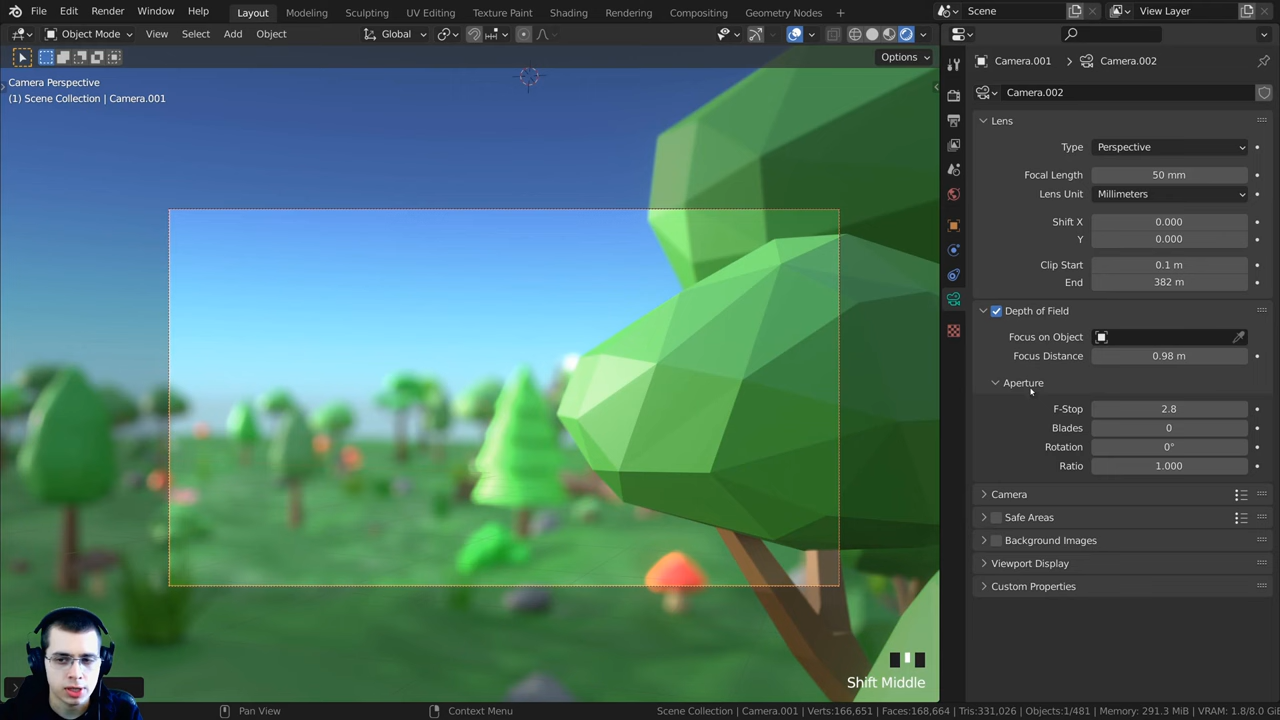 File Edit Render Window Help Layout Modeling Sculpting UV Editing Texture Paint Shading Rendering Compositing Geometry Nodes + Scene View Layer
Object Mode View Select Add Object Global
Options
Camera Perspective
(1) Scene Collection | Camera.001
Camera.001 > Camera.002
Camera.002
Lens
Type Perspective
Focal Length 50 mm
Lens Unit Millimeters
Shift X 0.000
Y 0.000
Clip Start 0.1 m
End 382 m
Depth of Field
Focus on Object
Focus Distance 0.98 m
Aperture
F-Stop 2.8
Blades 0
Rotation 0°
Ratio 1.000
Camera
Safe Areas
Background Images
Viewport Display
Custom Properties
Shift Middle
Pan View Context Menu Scene Collection | Camera.001 | Verts:166,651 | Faces:168,664 | Tris:331,026 | Objects:1/481 | Memory: 291.3 MiB | VRAM: 1.8/8.0 Gi